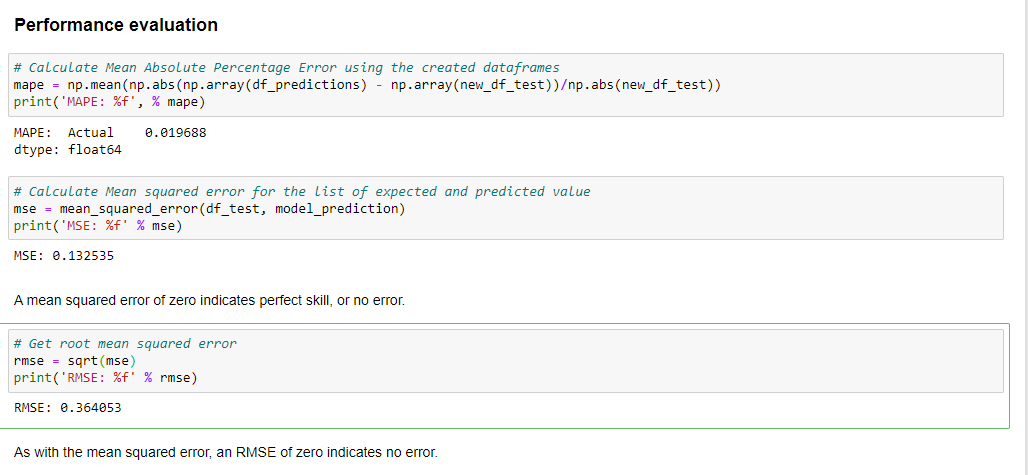 Performance evaluation
# Calculate Mean Absolute Percentage Error using the created dataframes
mape = np.mean(np.abs(np.array(df_predictions) - np.array(new_df_test))/np.abs(new_df_test))
print('MAPE: %f', % mape)
MAPE:  Actual    0.019688
dtype: float64
# Calculate Mean squared error for the list of expected and predicted value
mse = mean_squared_error(df_test, model_prediction)
print('MSE: %f' % mse)
MSE: 0.132535
A mean squared error of zero indicates perfect skill, or no error.
# Get root mean squared error
rmse = sqrt(mse)
print('RMSE: %f' % rmse)
RMSE: 0.364053
As with the mean squared error, an RMSE of zero indicates no error.